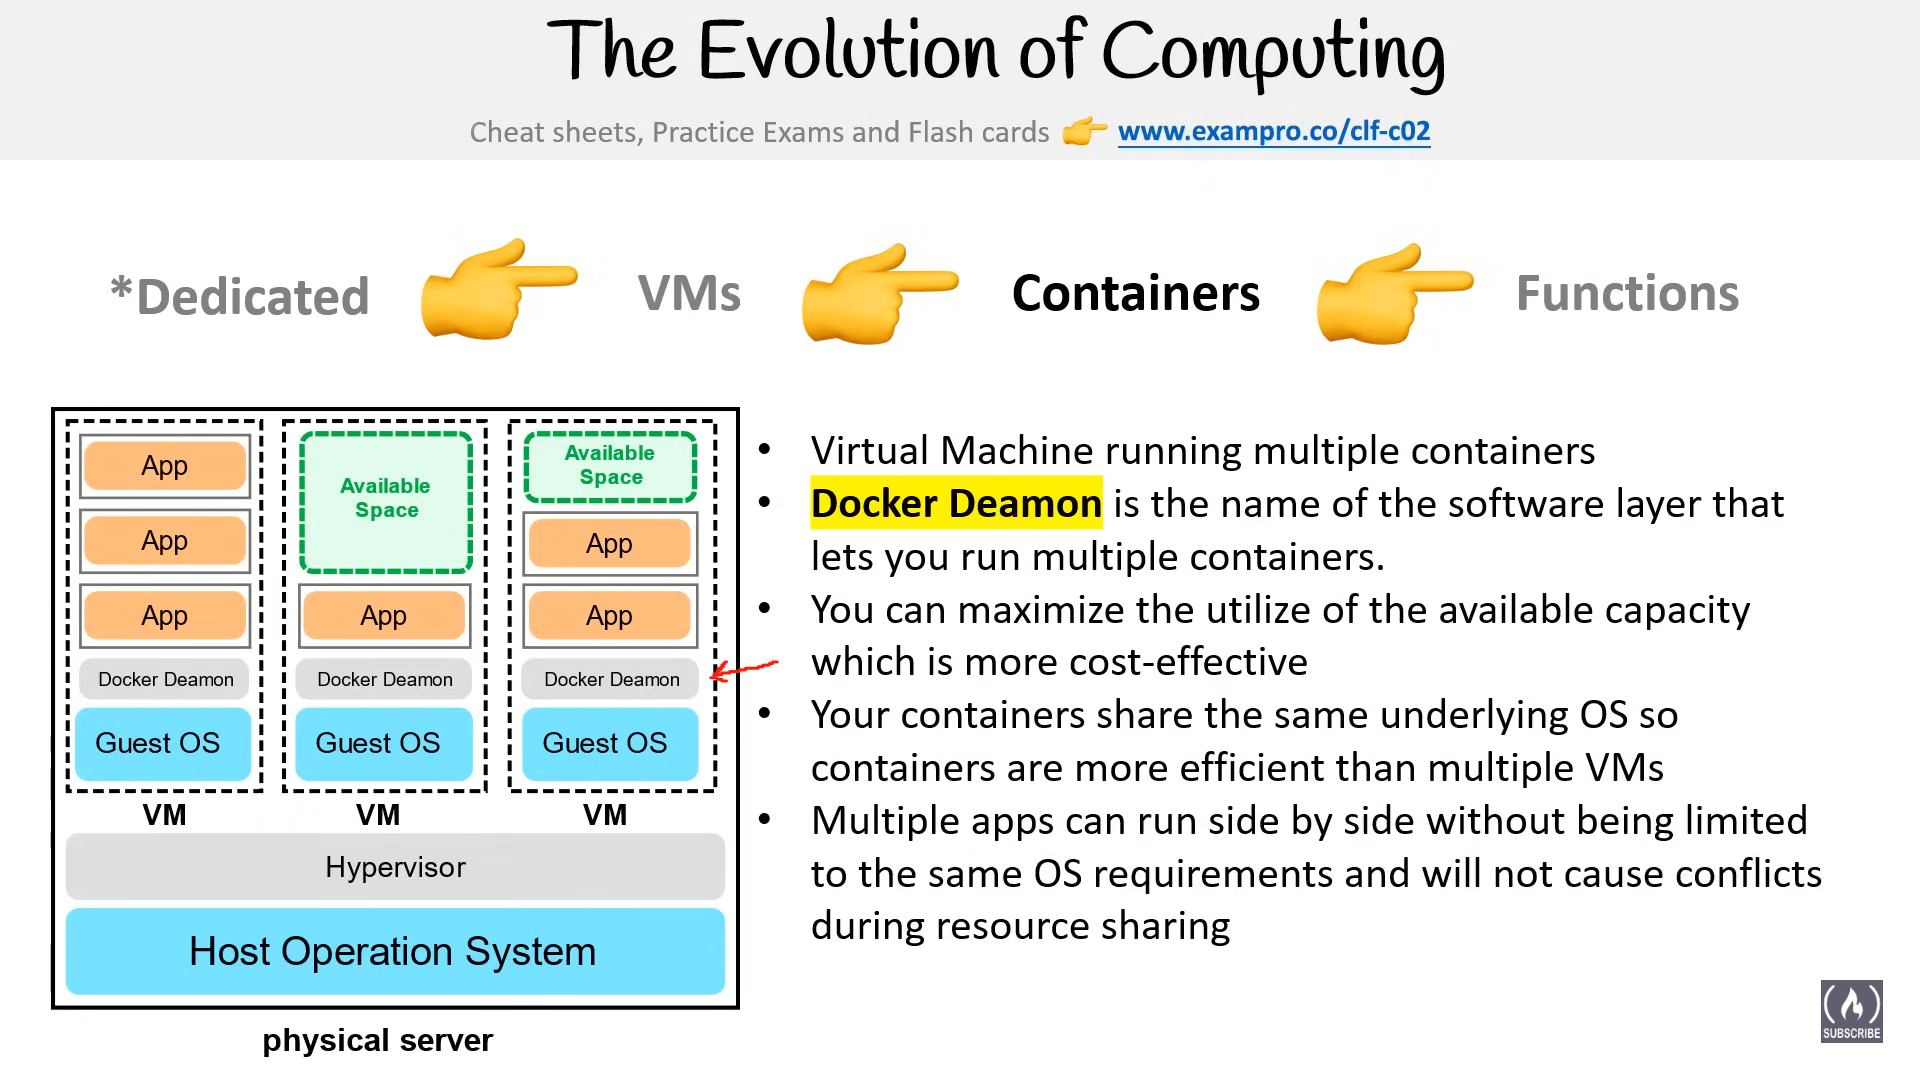 The Evolution of Computing
Cheat sheets, Practice Exams and Flash cards www.exampro.co/clf-c02
*Dedicated VMs Containers Functions
App
App
App
Docker Deamon
Guest OS
VM
Available
Space
App
Docker Deamon
Guest OS
VM
Available
Space
App
App
Docker Deamon
Guest OS
VM
Hypervisor
Host Operation System
physical server
• Virtual Machine running multiple containers
• Docker Deamon is the name of the software layer that
lets you run multiple containers.
• You can maximize the utilize of the available capacity
which is more cost-effective
• Your containers share the same underlying OS so
containers are more efficient than multiple VMs
• Multiple apps can run side by side without being limited
to the same OS requirements and will not cause conflicts
during resource sharing
SUBSCRIBE